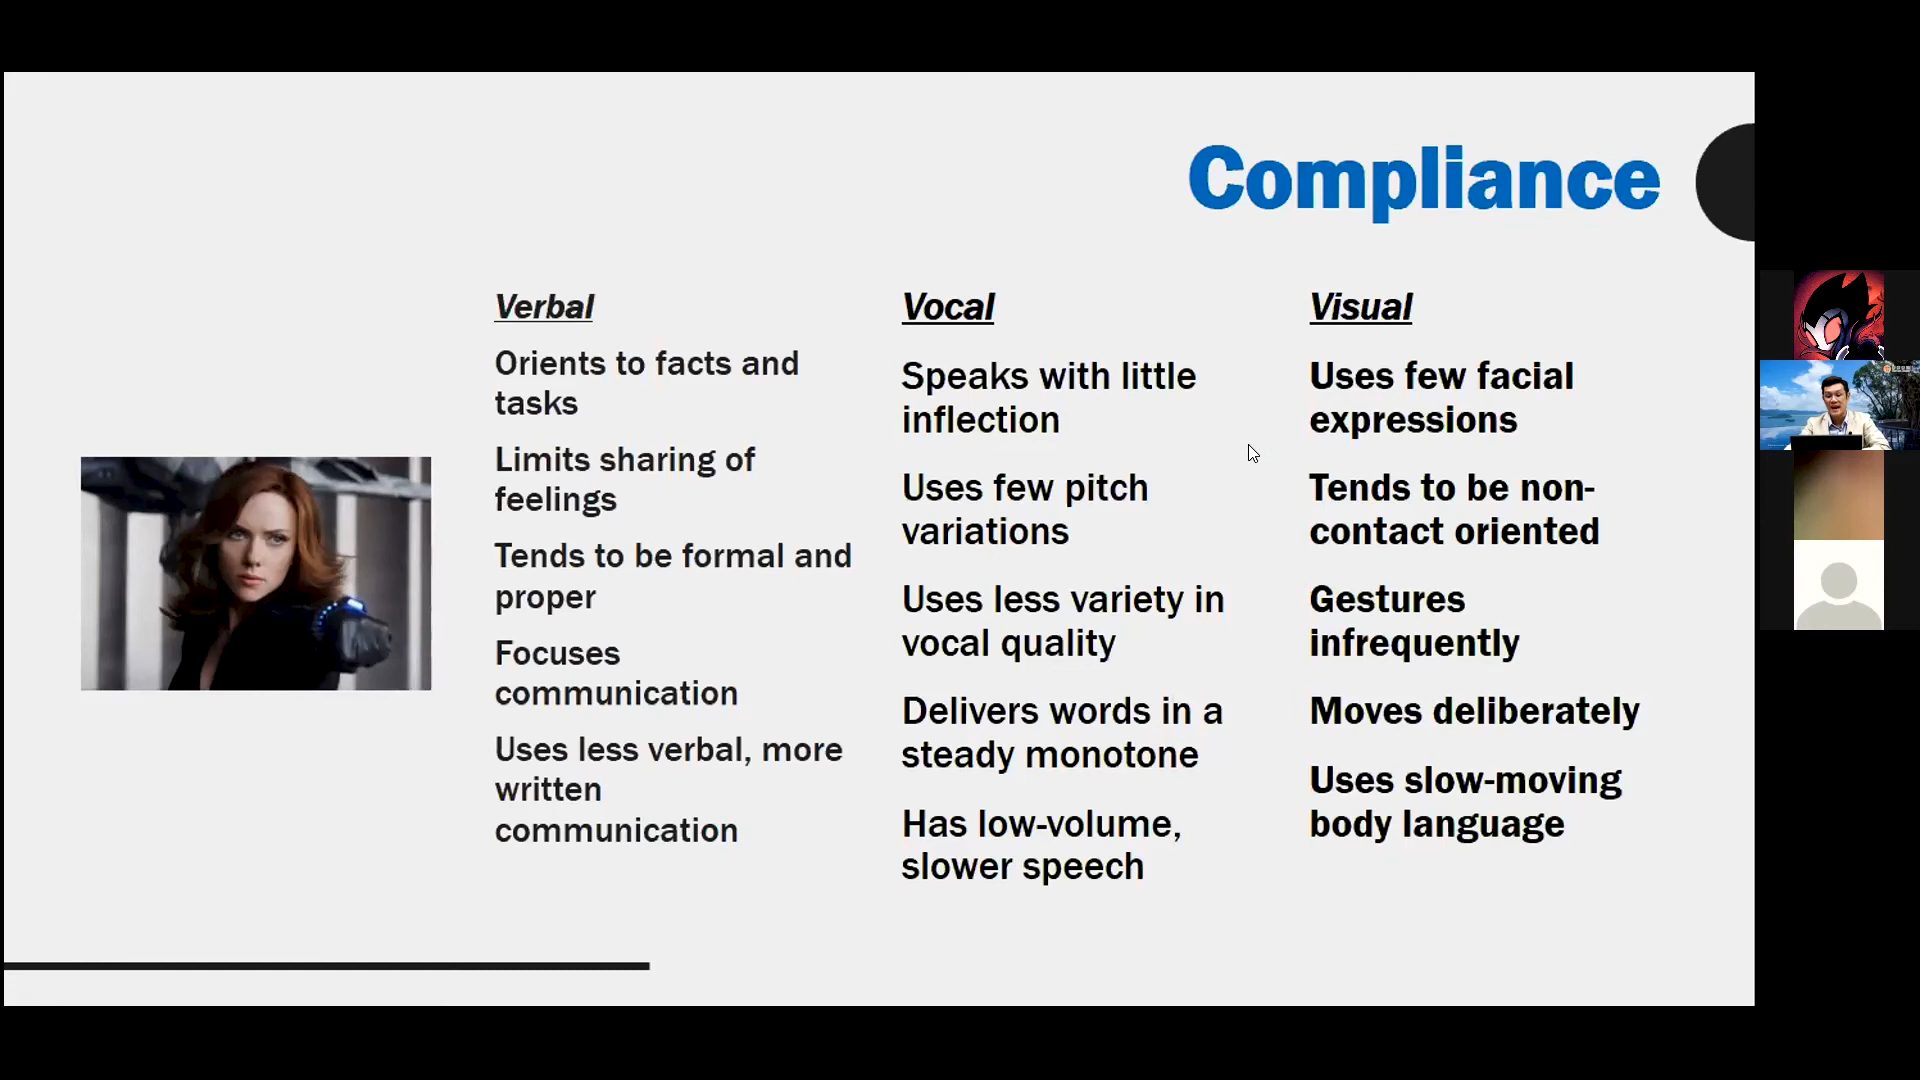 Compliance
Verbal
Orients to facts and
tasks
Limits sharing of
feelings
Tends to be formal and
proper
Focuses
communication
Uses less verbal, more
written
communication
Vocal
Speaks with little
inflection
Uses few pitch
variations
Uses less variety in
vocal quality
Delivers words in a
steady monotone
Has low-volume,
slower speech
Visual
Uses few facial
expressions
Tends to be non-
contact oriented
Gestures
infrequently
Moves deliberately
Uses slow-moving
body language